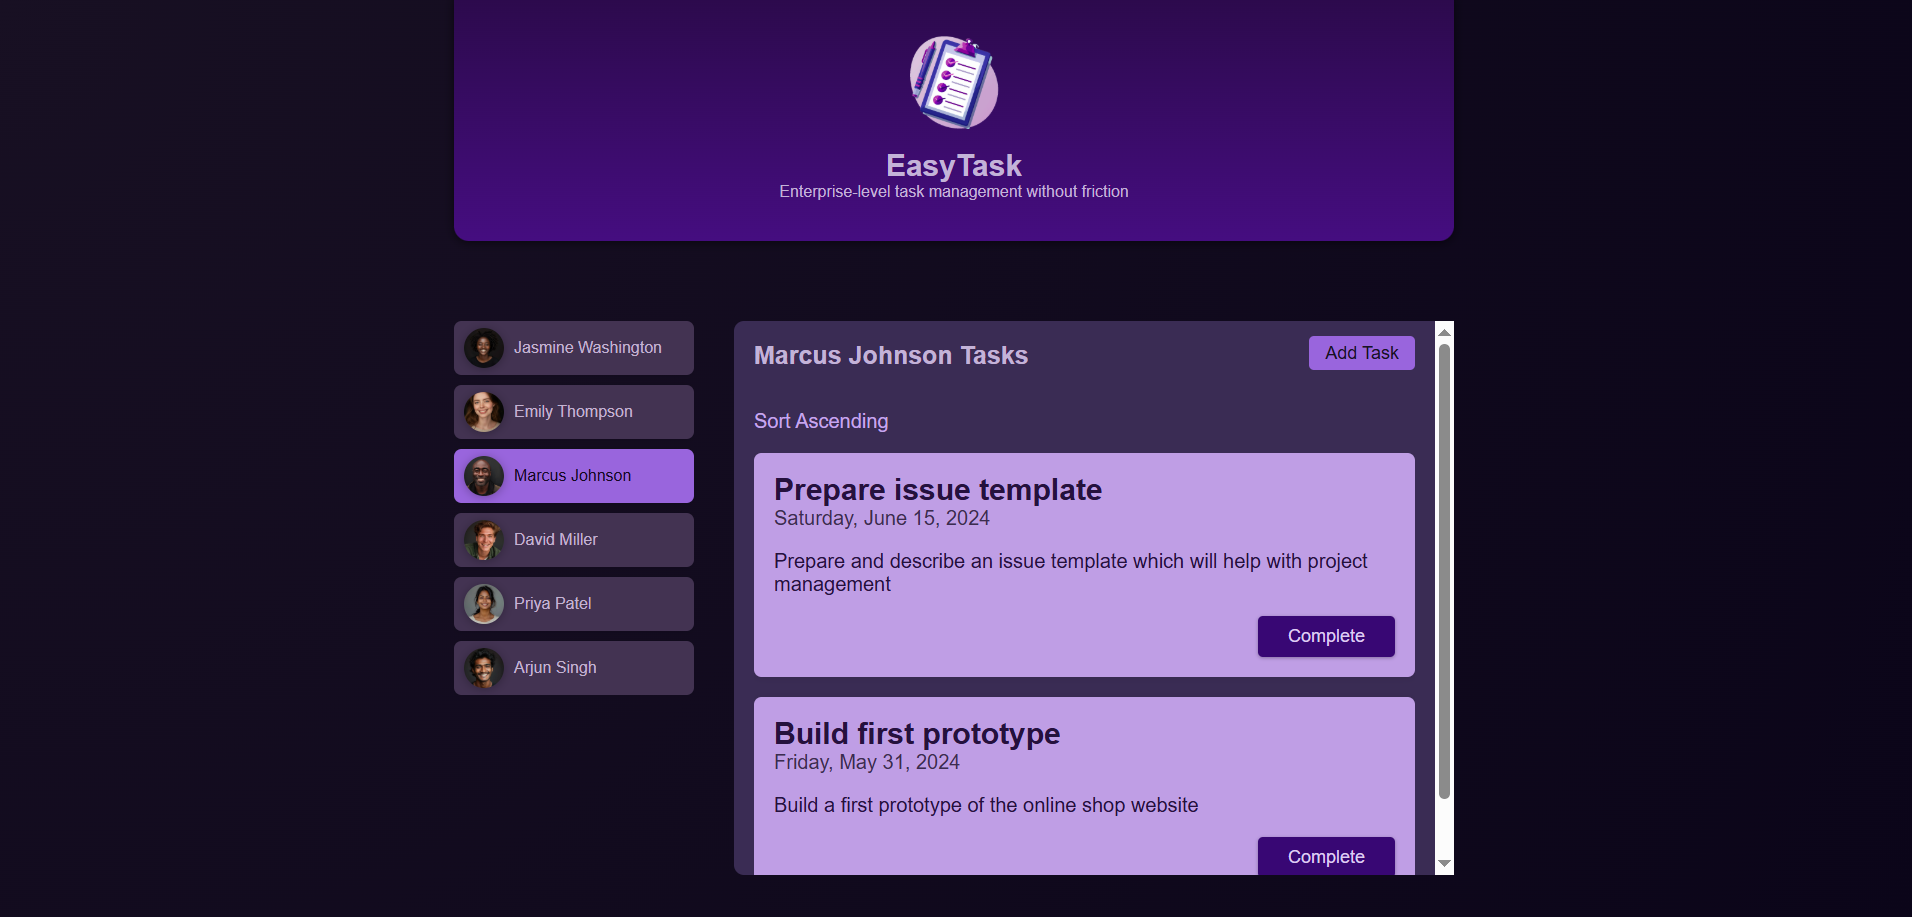 EasyTask
Enterprise-level task management without friction
Jasmine Washington
Emily Thompson
Marcus Johnson
David Miller
Priya Patel
Arjun Singh
Marcus Johnson Tasks
Add Task
Sort Ascending
Prepare issue template
Saturday, June 15, 2024
Prepare and describe an issue template which will help with project
management
Complete
Build first prototype
Friday, May 31, 2024
Build a first prototype of the online shop website
Complete